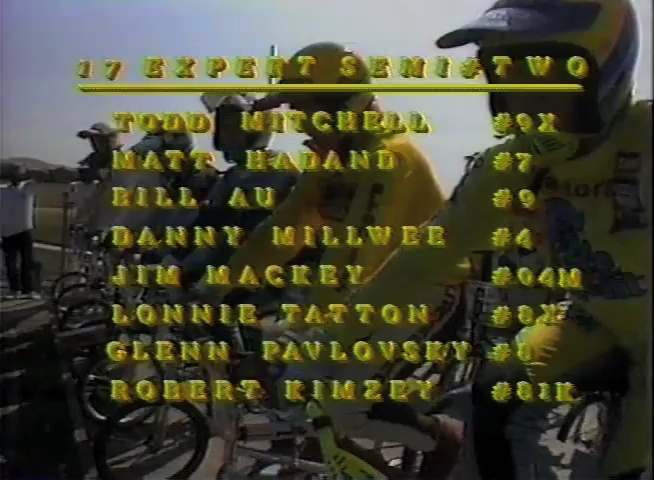 17 EXPERT SEMI#TWO
TODD MITCHELL #9X
MATT HADAND #7
BILL AU #9
DANNY MILLWEE #4
JIM MACKEY #04M
LONNIE TATTON #8X
GLENN PAVLOVSKY #8
ROBERT KIMZEY #81K